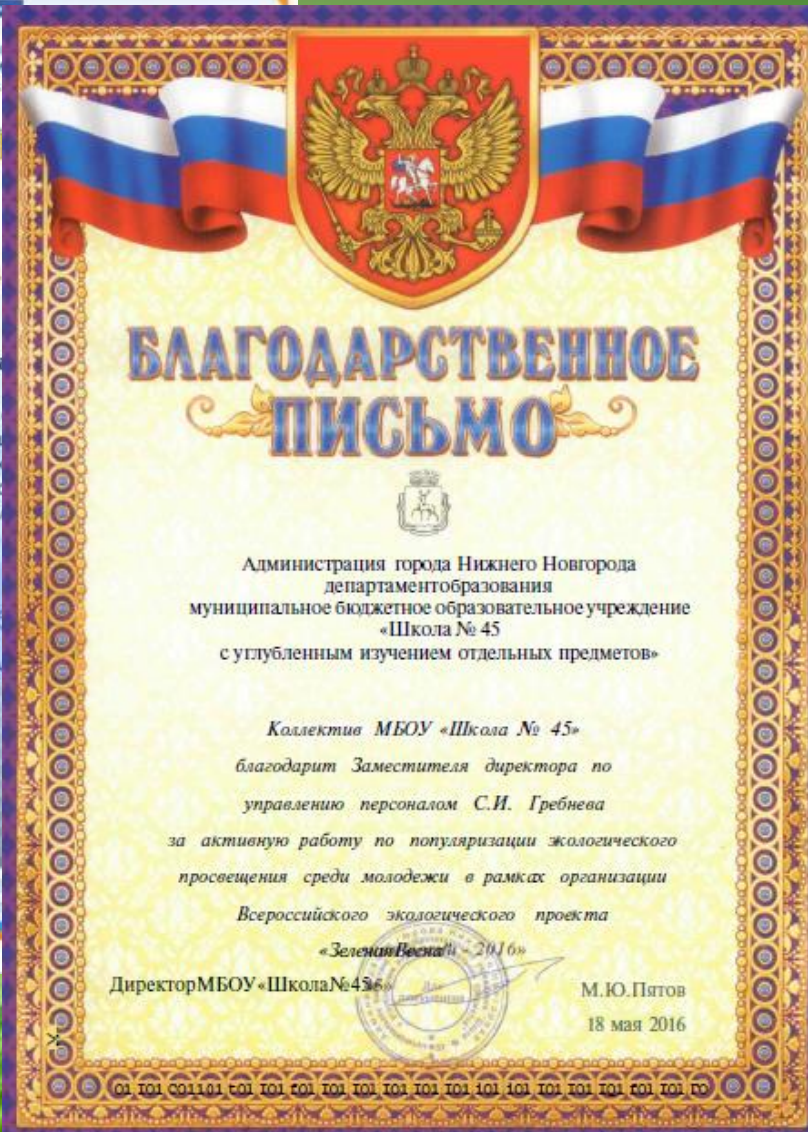 БЛАГОДАРСТВЕННОЕ
ПИСЬМО
Администрация города Нижнего Новгорода
департаментобразования
муниципальное бюджетное образовательное учреждение
«Школа № 45
с углубленным изучением отдельных предметов»
Коллектив МБОУ «Школа № 45»
благодарит Заместителя директора по
управлению персоналом С.И. Гребнева
за активную работу по популяризации экологического
просвещения среди молодежи в рамках организации
Всероссийского экологического проекта
«Зеленая Весна - 2016»
ДиректорМБОУ«Школа№45»
М.Ю.Пятов
18 мая 2016